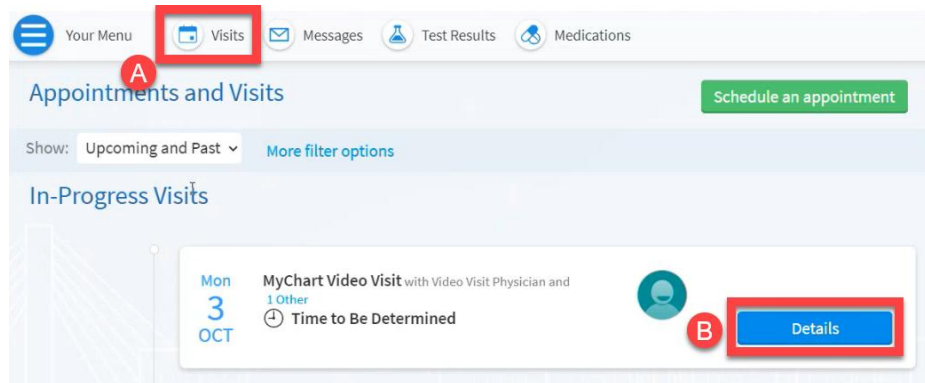 Your Menu Visits Messages Test Results Medications
A
Appointments and Visits
Schedule an appointment
Show: Upcoming and Past More filter options
In-Progress Visits
Mon
3
OCT
MyChart Video Visit with Video Visit Physician and
1 Other
Time to Be Determined
B
Details